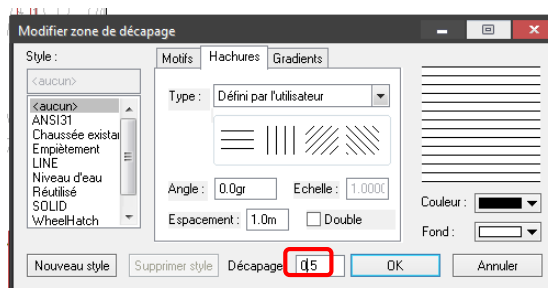 Modifier zone de décapage
Style :
<aucun>
<aucun>
ANSI31
Chaussée existai
Empiètement
LINE
Niveau d'eau
Réutilisé
SOLID
WheelHatch
Motifs Hachures Gradients
Type : Défini par l'utilisateur
Angle : 0.0gr Echelle : 1.000(
Espacement : 1.0m Double
Couleur :
Fond :
Nouveau style Supprimer style Décapage 0.5 OK Annuler